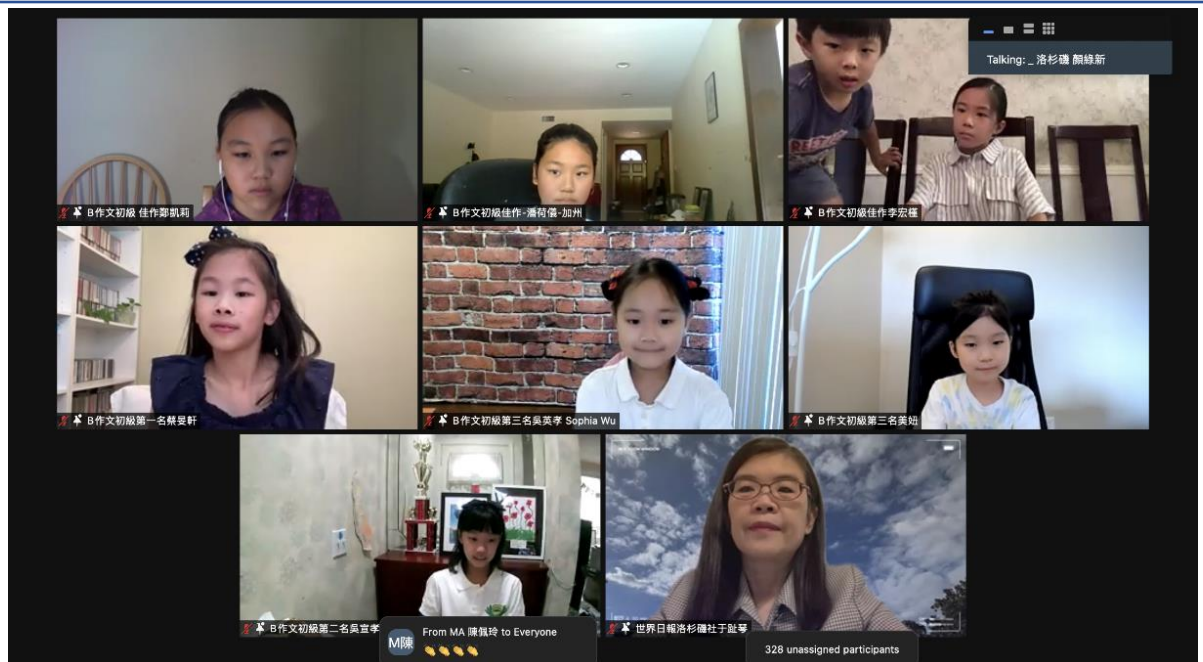 Talking: _ 洛杉磯 顏綠新
B作文初級 佳作鄭凱莉
B作文初級佳作-潘荷儀-加州
B作文初級佳作李宏槿
B作文初級第一名蔡旻軒
B作文初級第三名吳英孝 Sophia Wu
B作文初級第三名美妞
B作文初級第二名吳宣孝
世界日報洛杉磯社于趾琴
M陳
From MA 陳佩玲 to Everyone
👏👏👏👏
328 unassigned participants